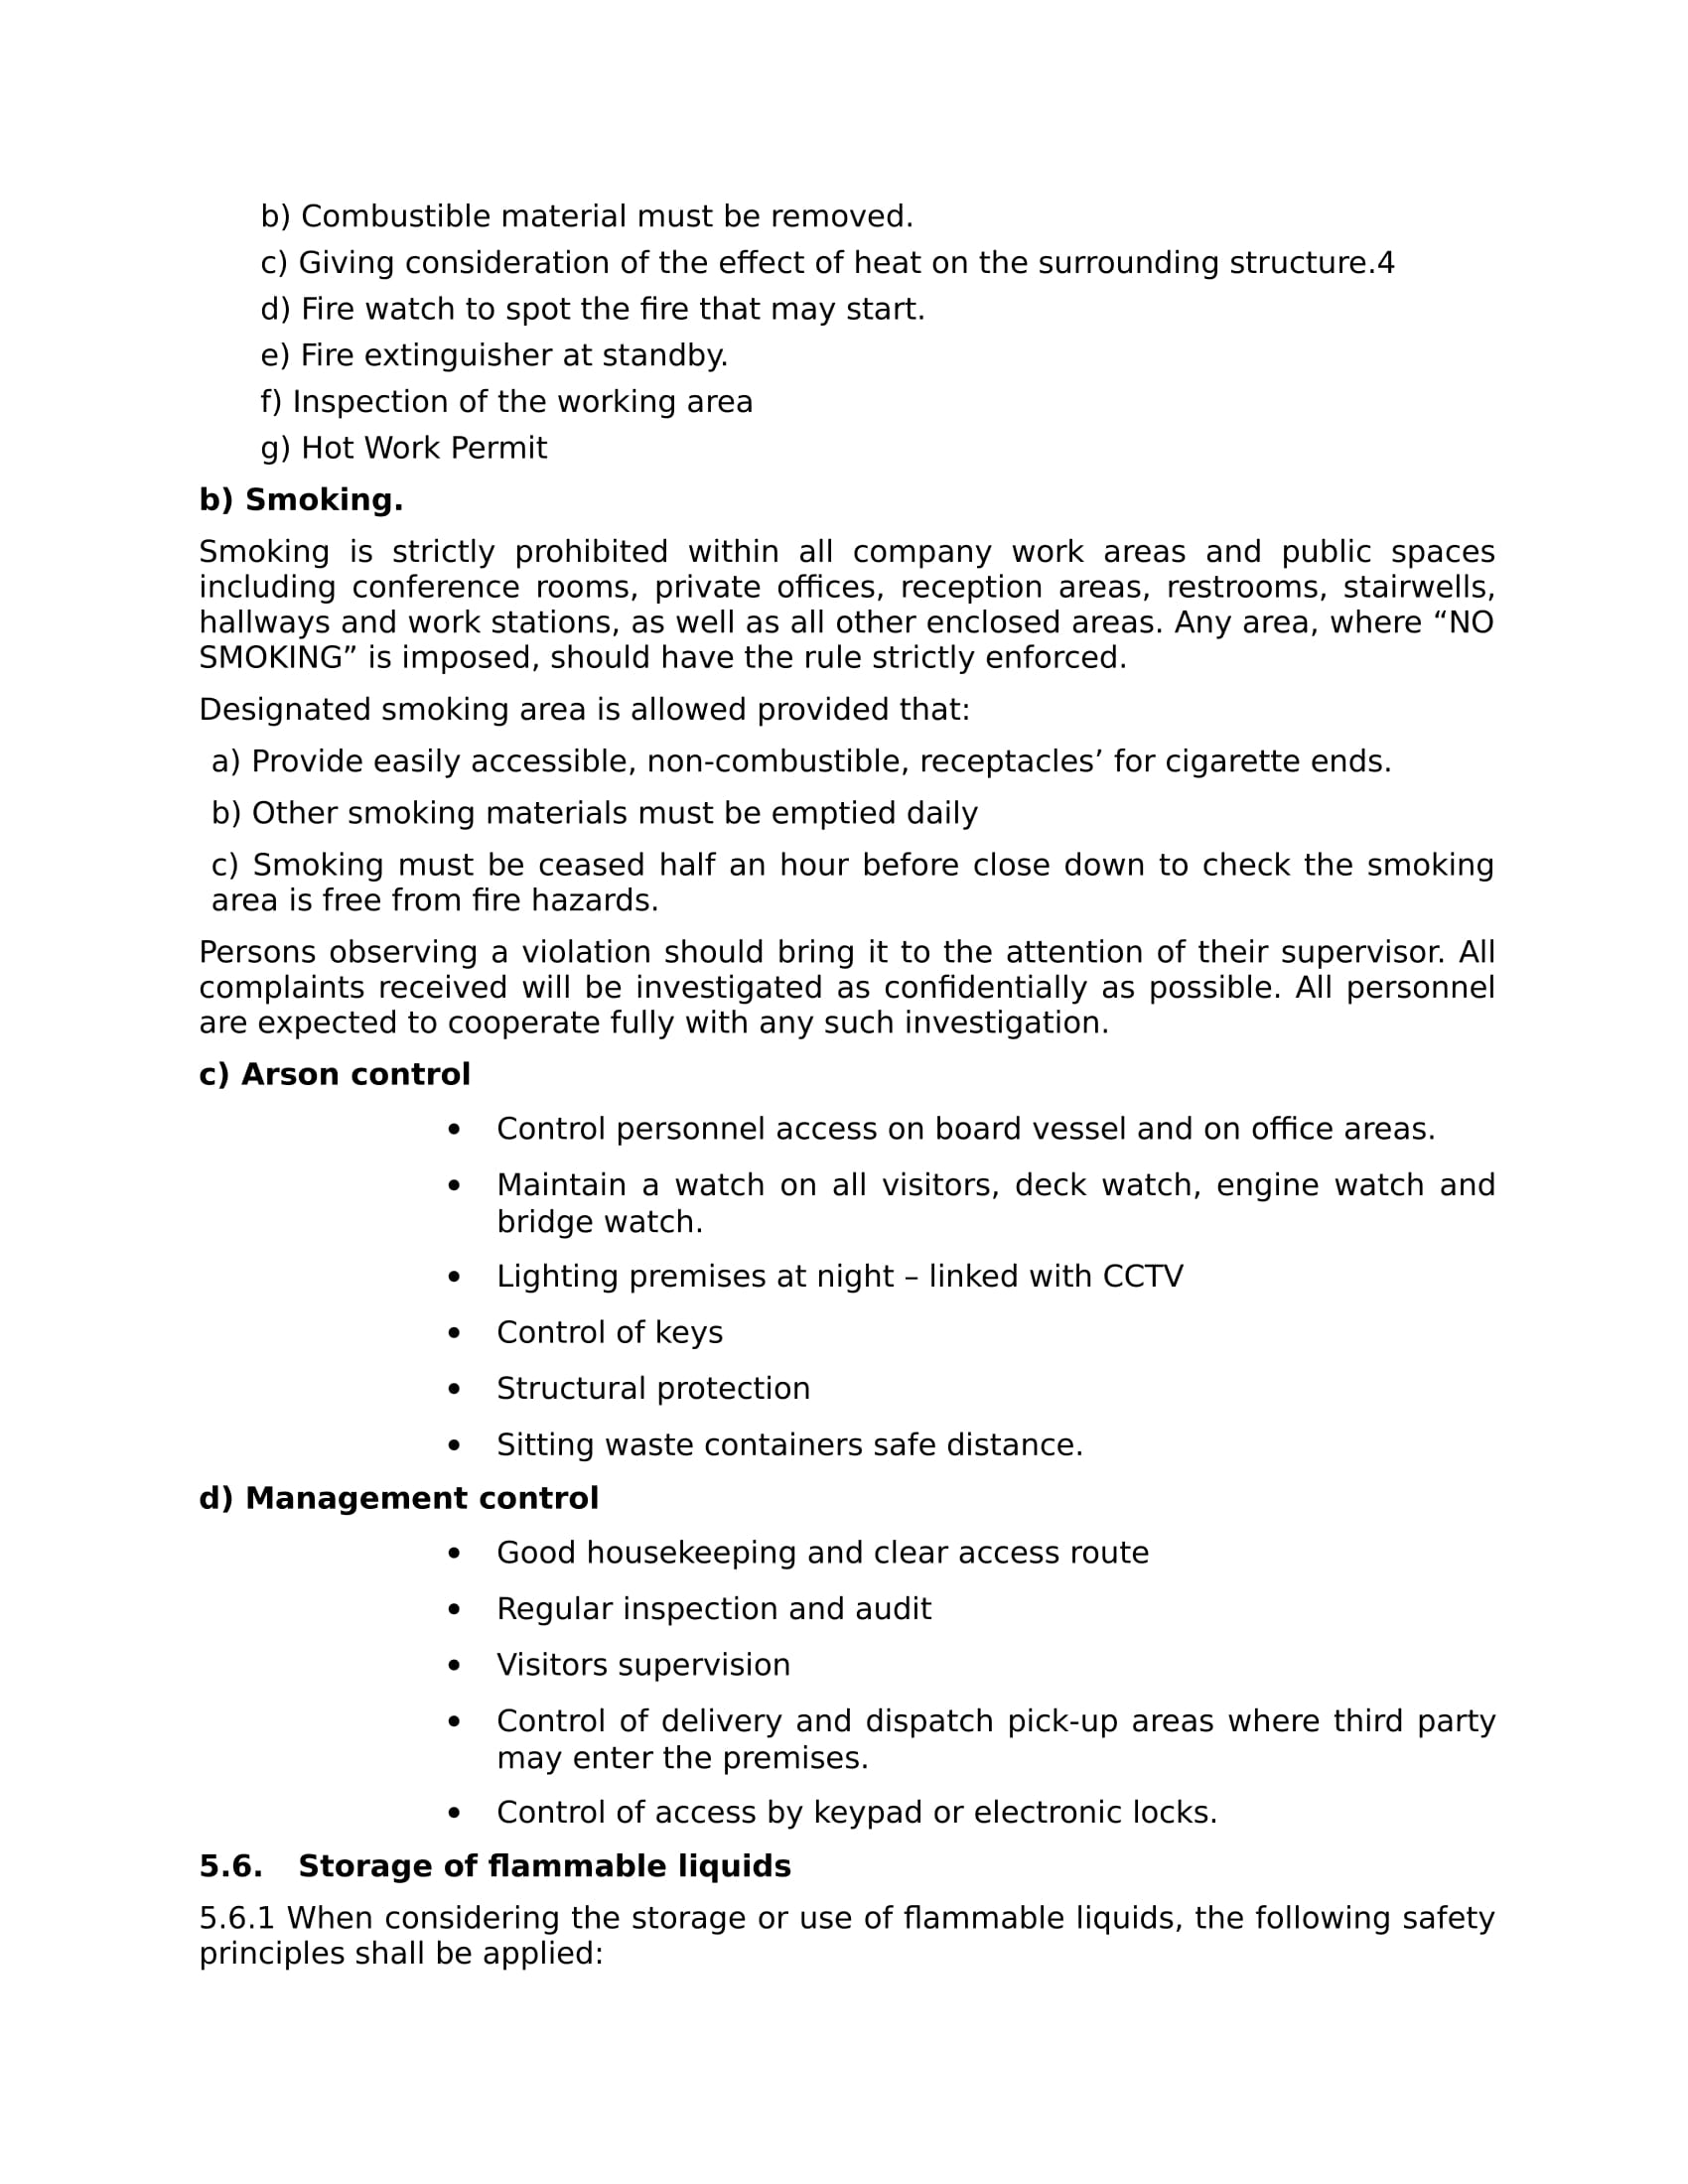 b) Combustible material must be removed.
c) Giving consideration of the effect of heat on the surrounding structure.4
d) Fire watch to spot the fire that may start.
e) Fire extinguisher at standby.
f) Inspection of the working area
g) Hot Work Permit
b) Smoking.
Smoking is strictly prohibited within all company work areas and public spaces
including conference rooms, private offices, reception areas, restrooms, stairwells,
hallways and work stations, as well as all other enclosed areas. Any area, where “NO
SMOKING” is imposed, should have the rule strictly enforced.
Designated smoking area is allowed provided that:
a) Provide easily accessible, non-combustible, receptacles’ for cigarette ends.
b) Other smoking materials must be emptied daily
c) Smoking must be ceased half an hour before close down to check the smoking
area is free from fire hazards.
Persons observing a violation should bring it to the attention of their supervisor. All
complaints received will be investigated as confidentially as possible. All personnel
are expected to cooperate fully with any such investigation.
c) Arson control
• Control personnel access on board vessel and on office areas.
• Maintain a watch on all visitors, deck watch, engine watch and
bridge watch.
• Lighting premises at night – linked with CCTV
• Control of keys
• Structural protection
• Sitting waste containers safe distance.
d) Management control
• Good housekeeping and clear access route
• Regular inspection and audit
• Visitors supervision
• Control of delivery and dispatch pick-up areas where third party
may enter the premises.
• Control of access by keypad or electronic locks.
5.6. Storage of flammable liquids
5.6.1 When considering the storage or use of flammable liquids, the following safety
principles shall be applied: